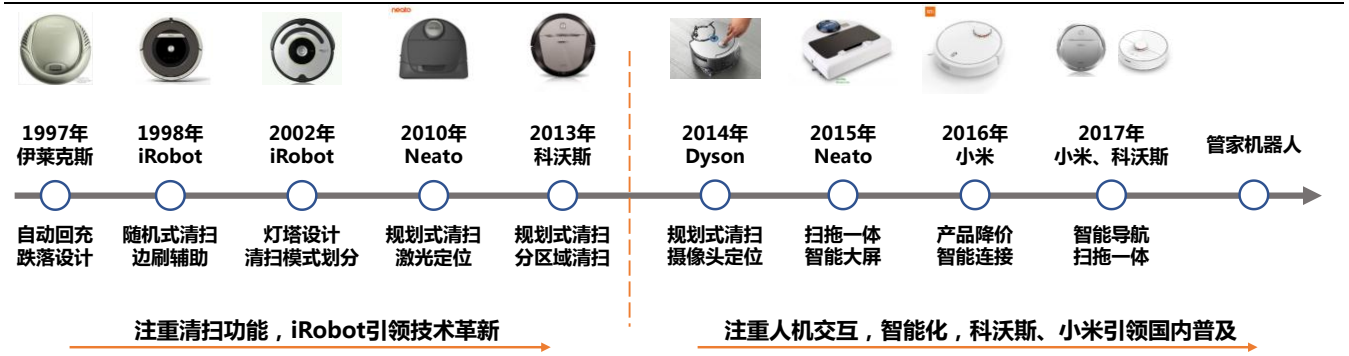 neato
1997年
伊莱克斯
1998年
iRobot
2002年
iRobot
2010年
Neato
2013年
科沃斯
2014年
Dyson
2015年
Neato
2016年
小米
2017年
小米、科沃斯
管家机器人
自动回充
跌落设计
随机式清扫
边刷辅助
灯塔设计
清扫模式划分
规划式清扫
激光定位
规划式清扫
分区域清扫
规划式清扫
摄像头定位
扫拖一体
智能大屏
产品降价
智能连接
智能导航
扫拖一体
注重清扫功能，iRobot引领技术革新
注重人机交互，智能化，科沃斯、小米引领国内普及